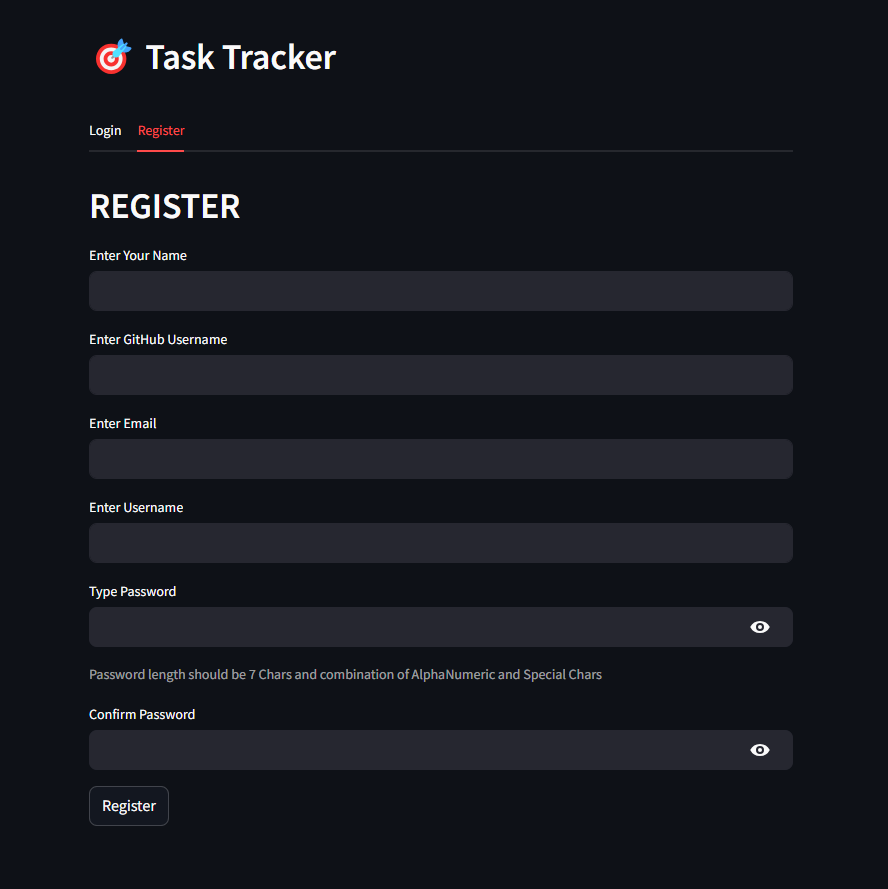 Task Tracker
Login Register
REGISTER
Enter Your Name
Enter GitHub Username
Enter Email
Enter Username
Type Password
Password length should be 7 Chars and combination of AlphaNumeric and Special Chars
Confirm Password
Register